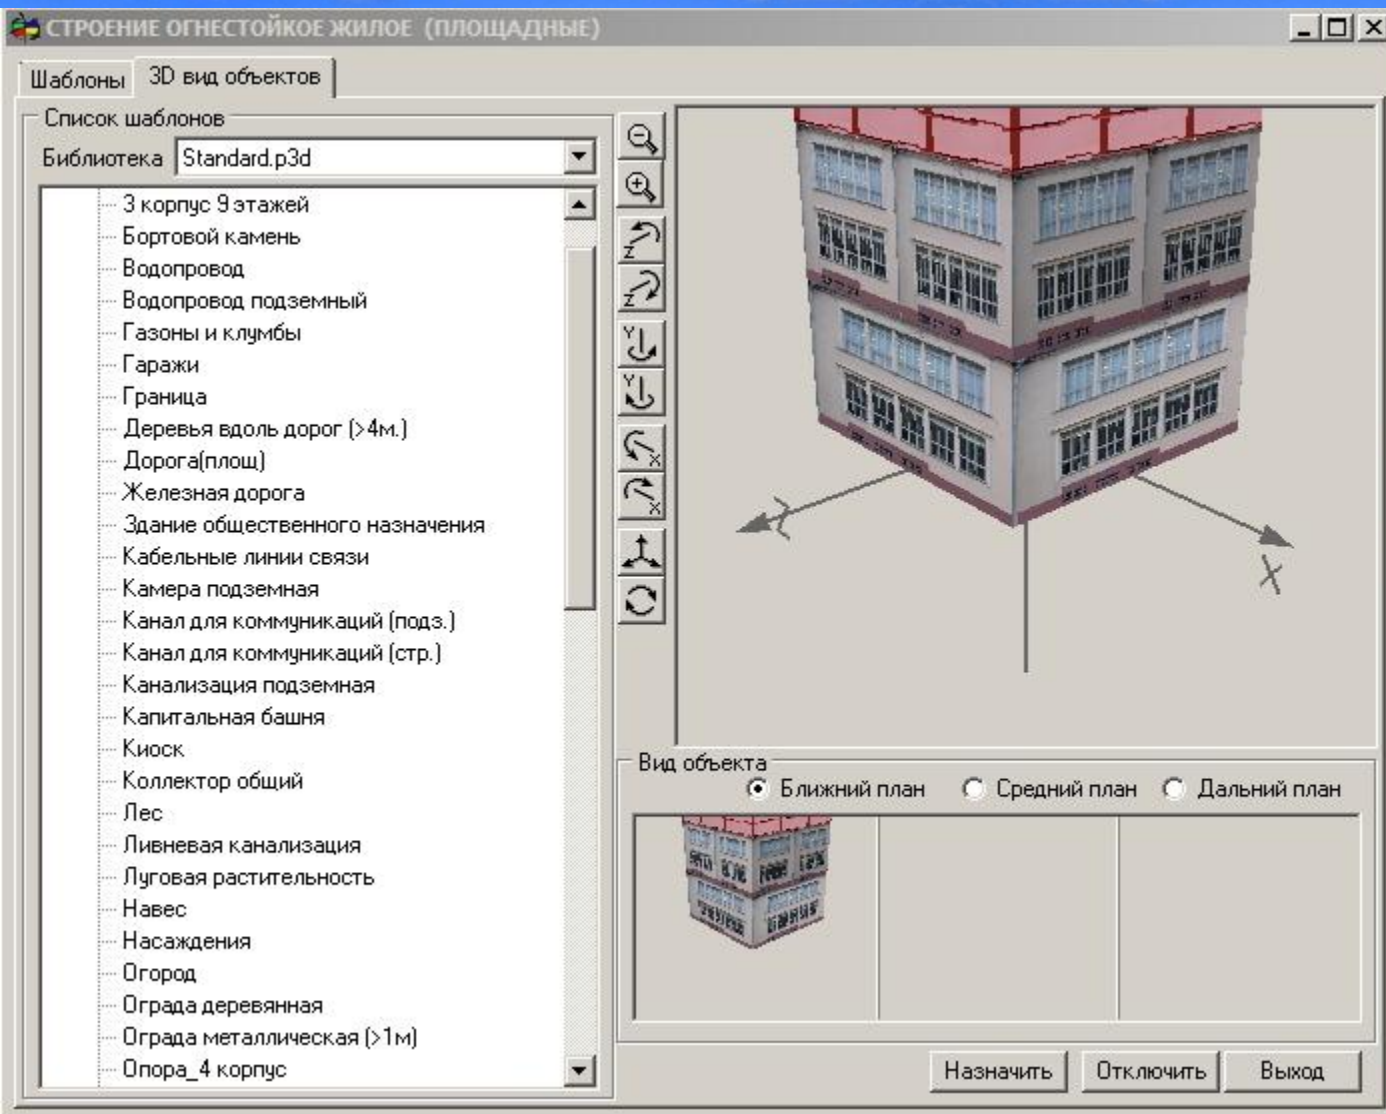 СТРОЕНИЕ ОГНЕСТОЙКОЕ ЖИЛОЕ (ПЛОЩАДНЫЕ)
Шаблоны
3D вид объектов
Список шаблонов
Библиотека Standard.p3d
3 корпус 9 этажей
Бортовой камень
Водопровод
Водопровод подземный
Газоны и клумбы
Гаражи
Граница
Деревья вдоль дорог (>4м.)
Дорога(площ)
Железная дорога
Здание общественного назначения
Кабельные линии связи
Камера подземная
Канал для коммуникаций (подз.)
Канал для коммуникаций (стр.)
Канализация подземная
Капитальная башня
Киоск
Коллектор общий
Лес
Ливневая канализация
Луговая растительность
Навес
Насаждения
Огород
Ограда деревянная
Ограда металлическая (>1м)
Опора_4 корпус
Z
Z
Y
Y
X
X
Z
X
Вид объекта
Ближний план
Средний план
Дальний план
Назначить
Отключить
Выход